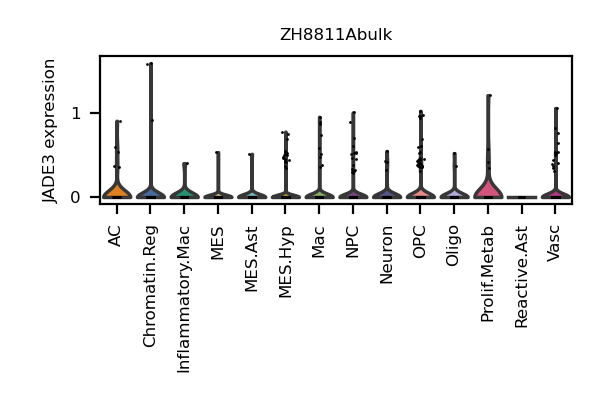 ZH8811Abulk
JADE3 expression
1
0
AC
Chromatin.Reg
Inflammatory.Mac
MES
MES.Ast
MES.Hyp
Mac
NPC
Neuron
OPC
Oligo
Prolif.Metab
Reactive.Ast
Vasc